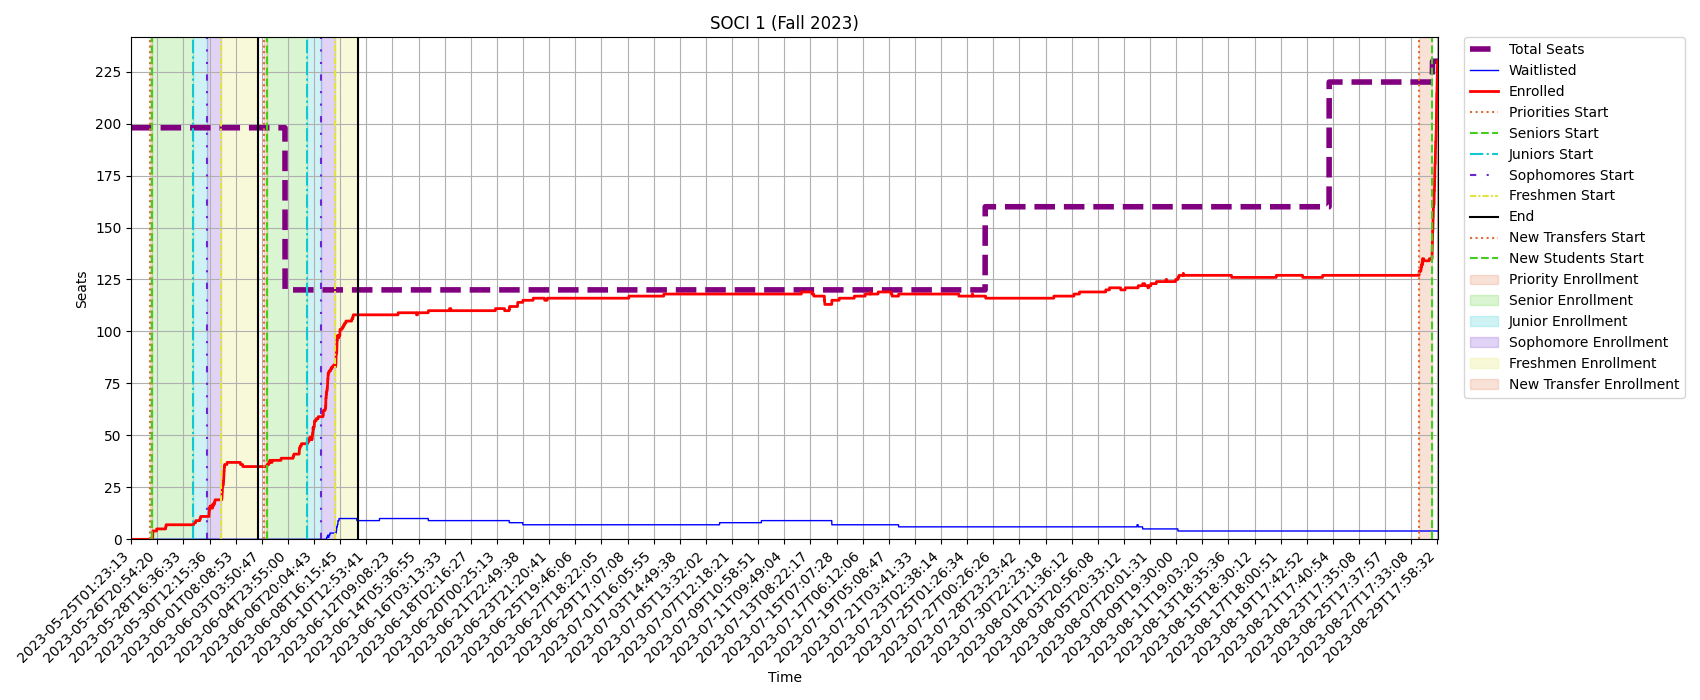 SOCI 1 (Fall 2023)
Seats
225
200
175
150
125
100
75
50
25
0
2023-05-25T01:23:13
2023-05-26T20:54:20
2023-05-28T16:36:33
2023-05-30T12:15:36
2023-06-01T08:08:53
2023-06-03T03:50:47
2023-06-04T23:55:00
2023-06-06T20:04:43
2023-06-08T16:15:45
2023-06-10T12:53:41
2023-06-12T09:08:23
2023-06-14T05:36:55
2023-06-16T03:13:33
2023-06-18T02:16:27
2023-06-20T00:25:13
2023-06-21T22:49:38
2023-06-23T21:20:41
2023-06-25T19:46:06
2023-06-27T18:22:05
2023-06-29T17:07:08
2023-07-01T16:05:55
2023-07-03T14:49:38
2023-07-05T13:32:02
2023-07-07T12:18:21
2023-07-09T10:58:51
2023-07-11T09:49:04
2023-07-13T08:22:17
2023-07-15T07:07:28
2023-07-17T06:12:06
2023-07-19T05:08:47
2023-07-21T03:41:33
2023-07-23T02:38:14
2023-07-25T01:26:34
2023-07-27T00:26:26
2023-07-28T23:23:42
2023-07-30T22:23:18
2023-08-01T21:36:12
2023-08-03T20:56:08
2023-08-05T20:33:12
2023-08-07T20:01:31
2023-08-09T19:30:00
2023-08-11T19:03:20
2023-08-13T18:35:36
2023-08-15T18:30:12
2023-08-17T18:00:51
2023-08-19T17:42:52
2023-08-21T17:40:54
2023-08-23T17:35:08
2023-08-25T17:37:57
2023-08-27T17:33:08
2023-08-29T17:58:32
Time
Total Seats
Waitlisted
Enrolled
Priorities Start
Seniors Start
Juniors Start
Sophomores Start
Freshmen Start
End
New Transfers Start
New Students Start
Priority Enrollment
Senior Enrollment
Junior Enrollment
Sophomore Enrollment
Freshmen Enrollment
New Transfer Enrollment